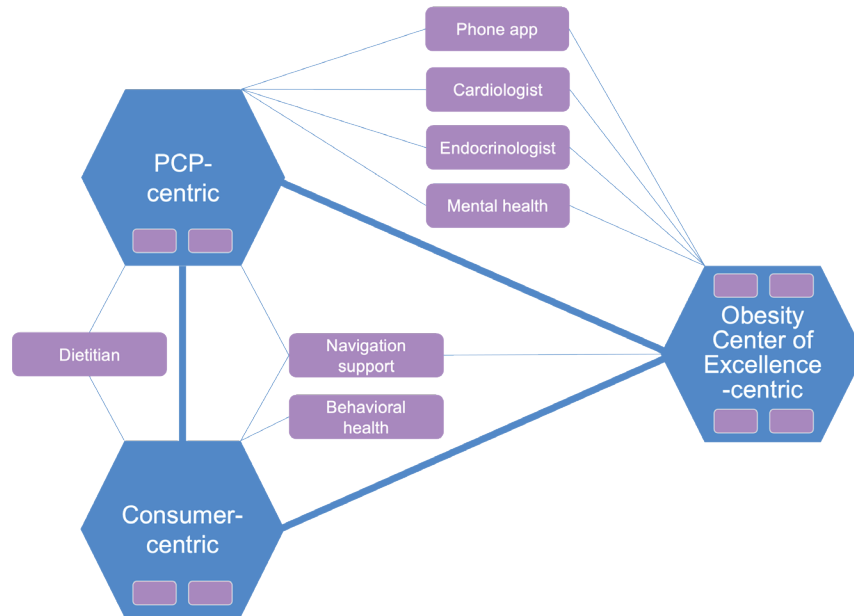 Phone app
Cardiologist
Endocrinologist
Mental health
PCP-
centric
Obesity
Center of
Excellence
-centric
Dietitian
Navigation
support
Behavioral
health
Consumer-
centric